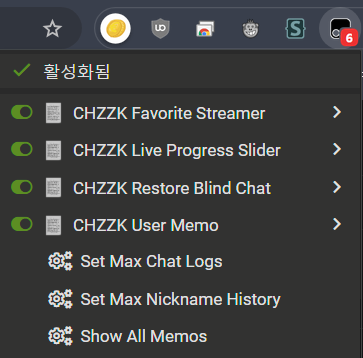 UD
S
6
활성화됨
CHZZK Favorite Streamer
CHZZK Live Progress Slider
CHZZK Restore Blind Chat
CHZZK User Memo
Set Max Chat Logs
Set Max Nickname History
Show All Memos